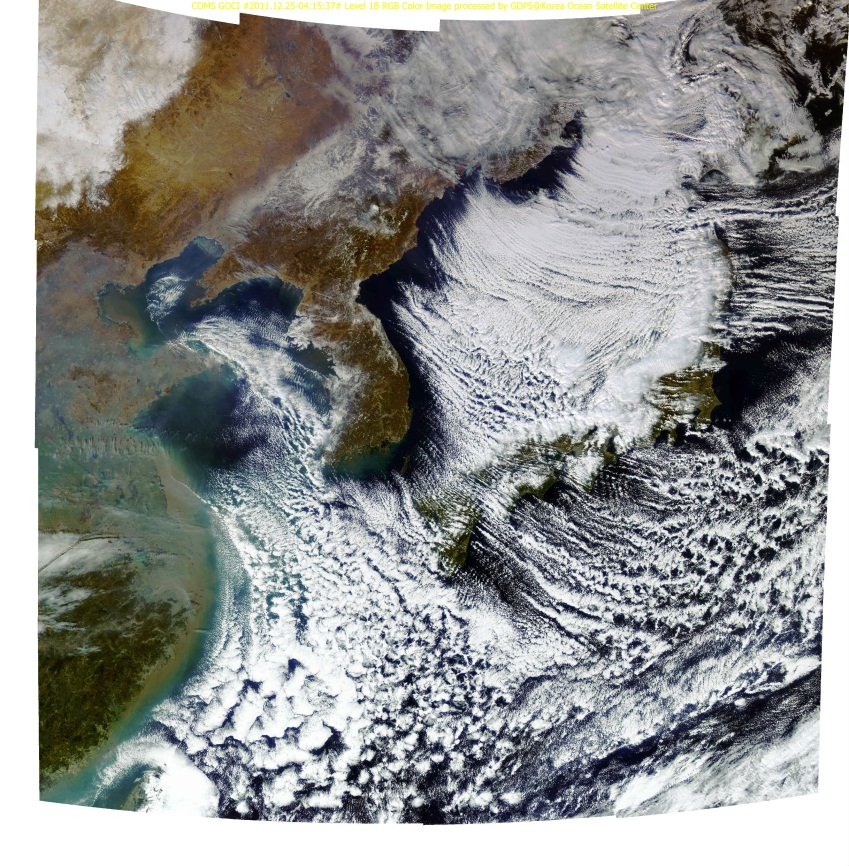 COMS GOCI #2011.12.25-04:15:37# Level 1B RGB Color Image processed by GDPS@Korea Ocean Satellite Center